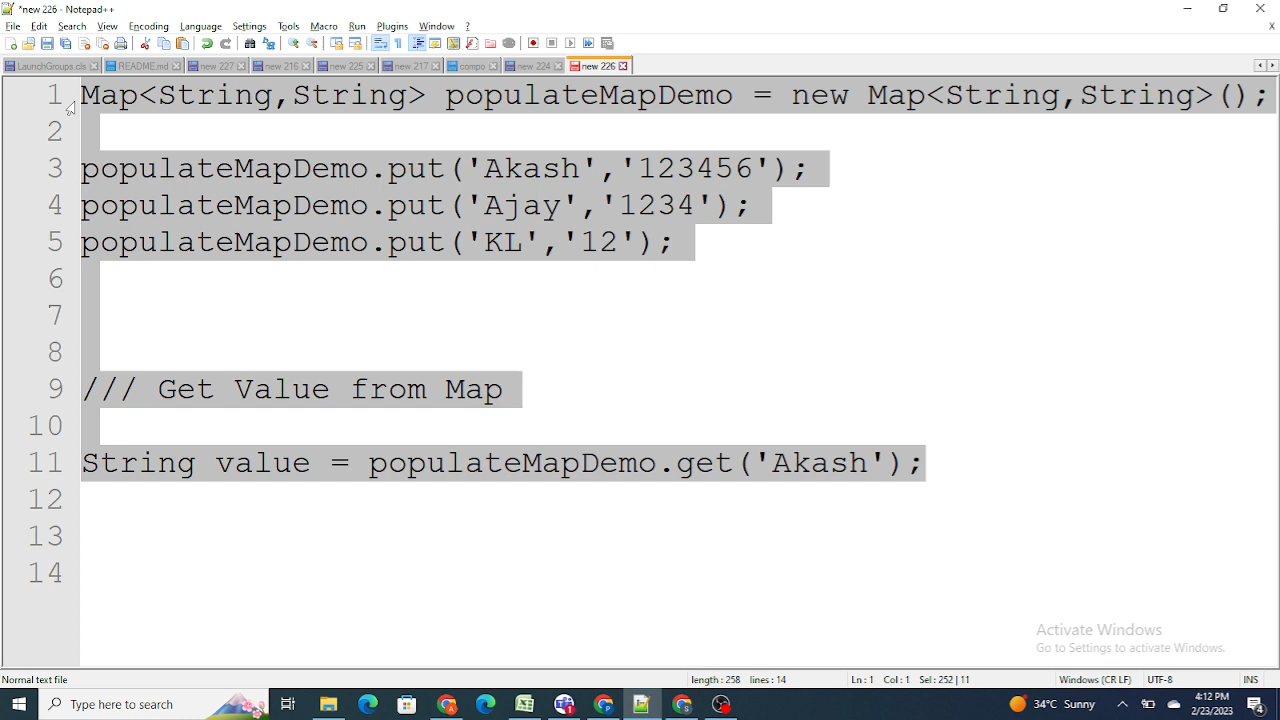 *new 226 - Notepad++
File Edit Search View Encoding Language Settings Tools Macro Run Plugins Window ?
LaunchGroups.cls README.md new 227 new 216 new 225 new 217 compo new 224 new 226
1 Map<String,String> populateMapDemo = new Map<String,String>();
2
3 populateMapDemo.put('Akash','123456');
4 populateMapDemo.put('Ajay','1234');
5 populateMapDemo.put('KL','12');
6
7
8
9 /// Get Value from Map
10
11 String value = populateMapDemo.get('Akash');
12
13
14
Activate Windows
Go to Settings to activate Windows.
Normal text file length: 258 lines: 14 Ln: 1 Col: 1 Sel: 252 | 11 Windows (CR LF) UTF-8 INS
Type here to search 34°C Sunny 4:12 PM
2/23/2023